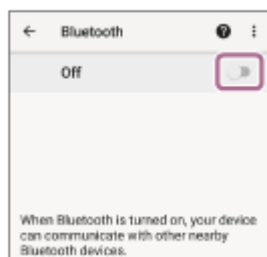 Bluetooth
Off
When Bluetooth is turned on, your device
can communicate with other nearby
Bluetooth devices.